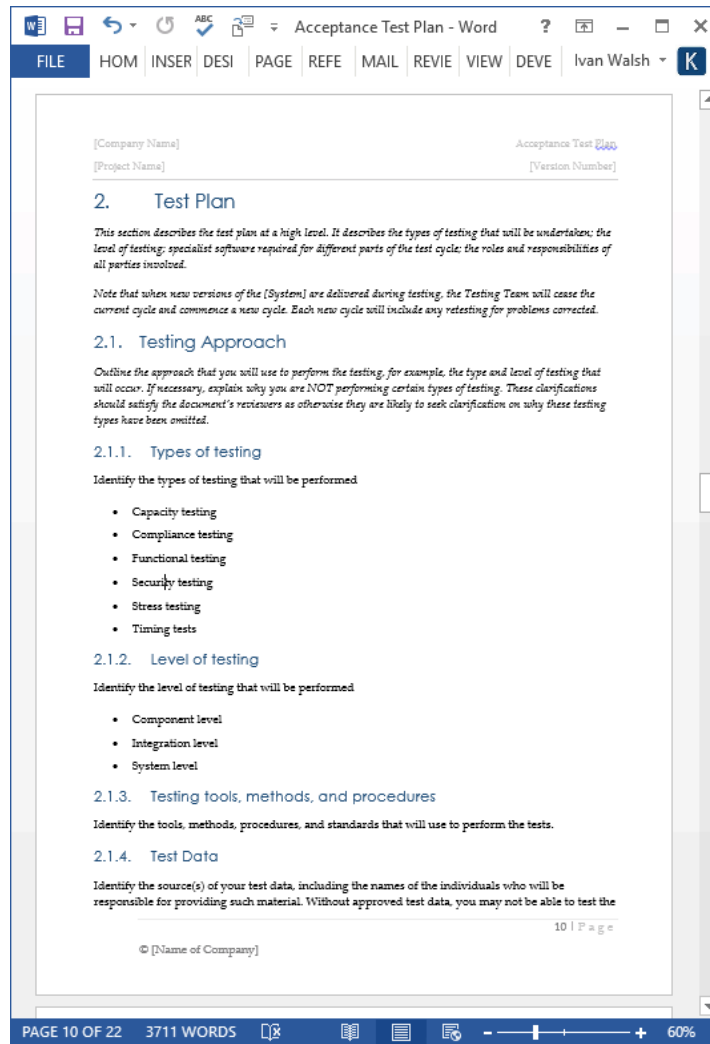 Acceptance Test Plan - Word
FILE HOM INSER DESI PAGE REFE MAIL REVIE VIEW DEVE Ivan Walsh K
[Company Name] Acceptance Test Plan
[Project Name] [Version Number]
2. Test Plan
This section describes the test plan at a high level. It describes the types of testing that will be undertaken; the
level of testing; specialist software required for different parts of the test cycle; the roles and responsibilities of
all parties involved.
Note that when new versions of the [System] are delivered during testing, the Testing Team will cease the
current cycle and commence a new cycle. Each new cycle will include any retesting for problems corrected.
2.1. Testing Approach
Outline the approach that you will use to perform the testing, for example, the type and level of testing that
will occur. If necessary, explain why you are NOT performing certain types of testing. These clarifications
should satisfy the document's reviewers as otherwise they are likely to seek clarification on why these testing
types have been omitted.
2.1.1. Types of testing
Identify the types of testing that will be performed
• Capacity testing
• Compliance testing
• Functional testing
• Security testing
• Stress testing
• Timing tests
2.1.2. Level of testing
Identify the level of testing that will be performed
• Component level
• Integration level
• System level
2.1.3. Testing tools, methods, and procedures
Identify the tools, methods, procedures, and standards that will use to perform the tests.
2.1.4. Test Data
Identify the source(s) of your test data, including the names of the individuals who will be
responsible for providing such material. Without approved test data, you may not be able to test the
10 | Page
© [Name of Company]
PAGE 10 OF 22 3711 WORDS 60%